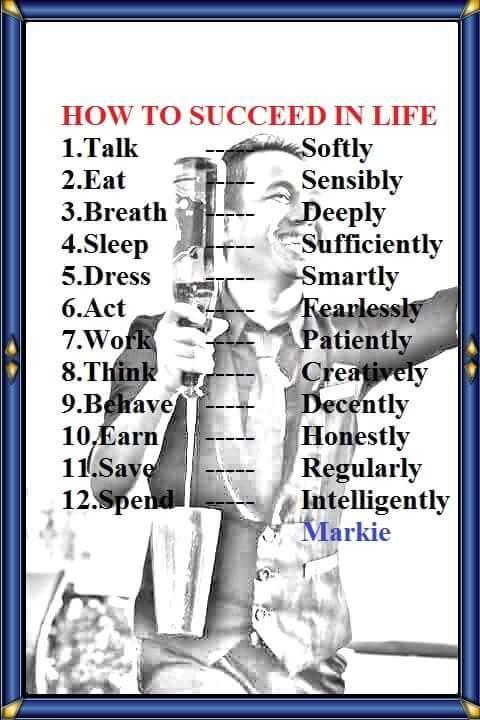 HOW TO SUCCEED IN LIFE
1.Talk ----- Softly
2.Eat ----- Sensibly
3.Breath ----- Deeply
4.Sleep ----- Sufficiently
5.Dress ----- Smartly
6.Act ----- Fearlessly
7.Work ----- Patiently
8.Think ----- Creatively
9.Behave ----- Decently
10.Earn ----- Honestly
11.Save ----- Regularly
12.Spend ----- Intelligently
Markie